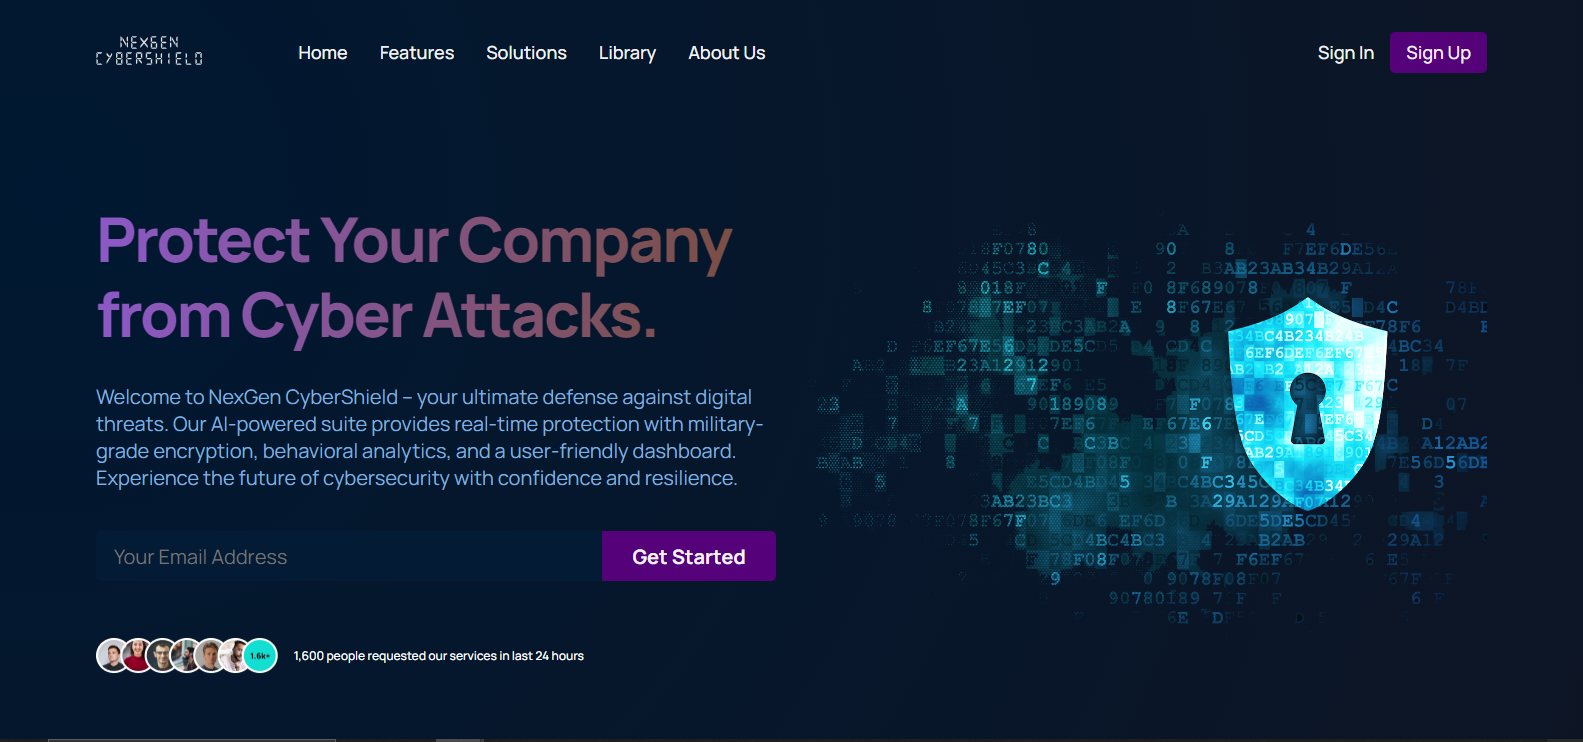 NEXGEN
CYBERSHIELD
Home
Features
Solutions
Library
About Us
Sign In
Sign Up
Protect Your Company
from Cyber Attacks.
Welcome to NexGen CyberShield – your ultimate defense against digital
threats. Our AI-powered suite provides real-time protection with military-
grade encryption, behavioral analytics, and a user-friendly dashboard.
Experience the future of cybersecurity with confidence and resilience.
Your Email Address
Get Started
1.6k+
1,600 people requested our services in last 24 hours